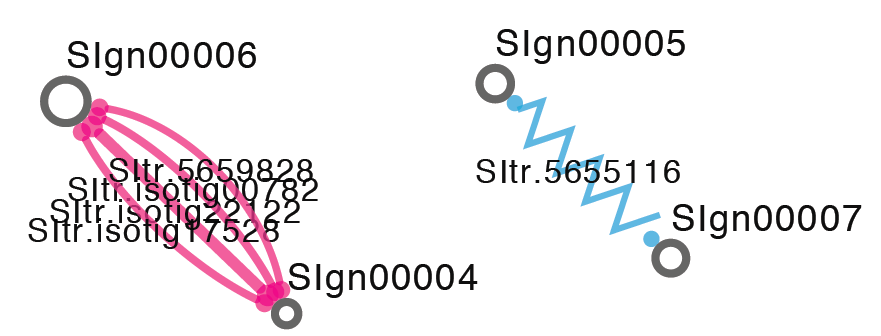 SIgn00006
SIgn00005
SItr.5659828
SItr.isotig00782
SItr.isotig22122
SItr.isotig17528
SItr.5655116
SIgn00007
SIgn00004